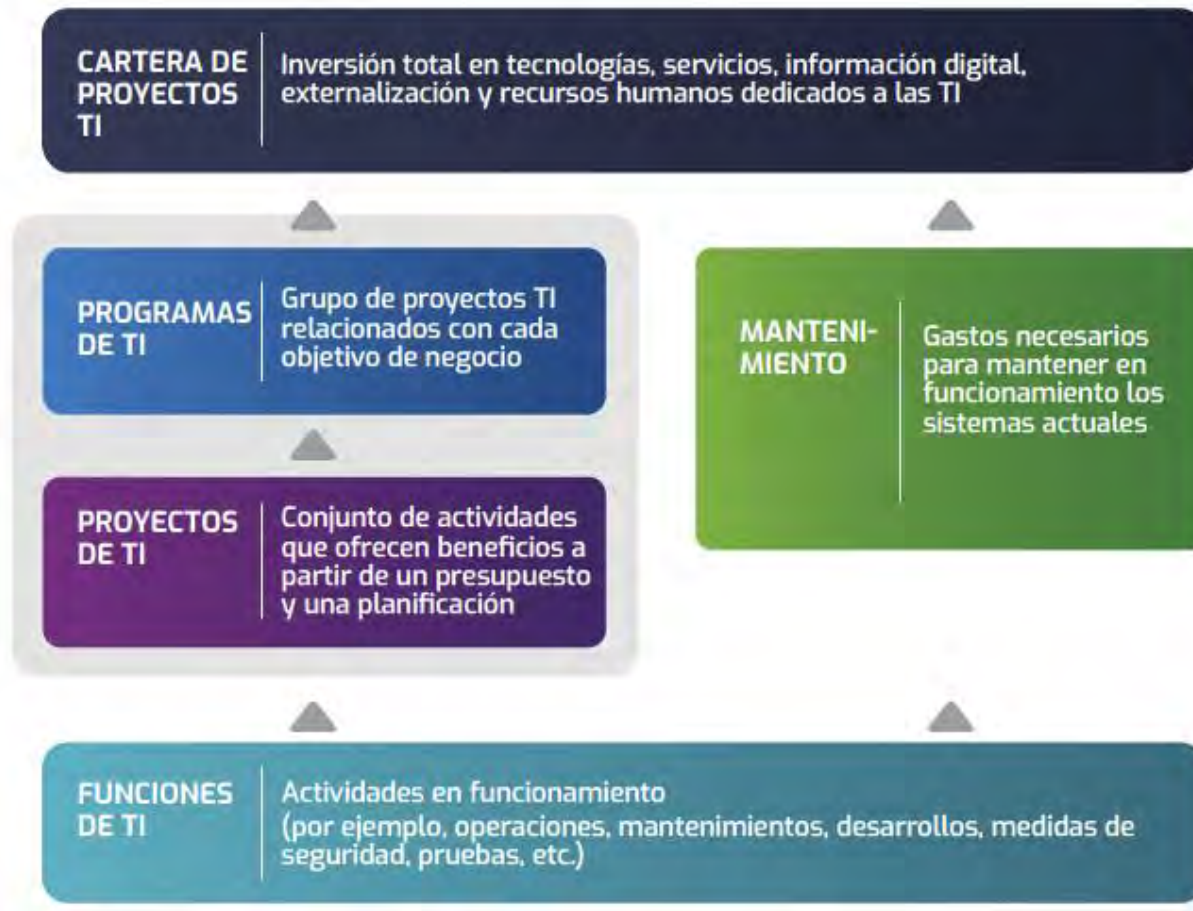 CARTERA DE
PROYECTOS
TI
Inversión total en tecnologías, servicios, información digital,
externalización y recursos humanos dedicados a las TI
PROGRAMAS
DE TI
Grupo de proyectos TI
relacionados con cada
objetivo de negocio
MANTENI-
MIENTO
Gastos necesarios
para mantener en
funcionamiento los
sistemas actuales
PROYECTOS
DE TI
Conjunto de actividades
que ofrecen beneficios a
partir de un presupuesto
y una planificación
FUNCIONES
DE TI
Actividades en funcionamiento
(por ejemplo, operaciones, mantenimientos, desarrollos, medidas de
seguridad, pruebas, etc.)